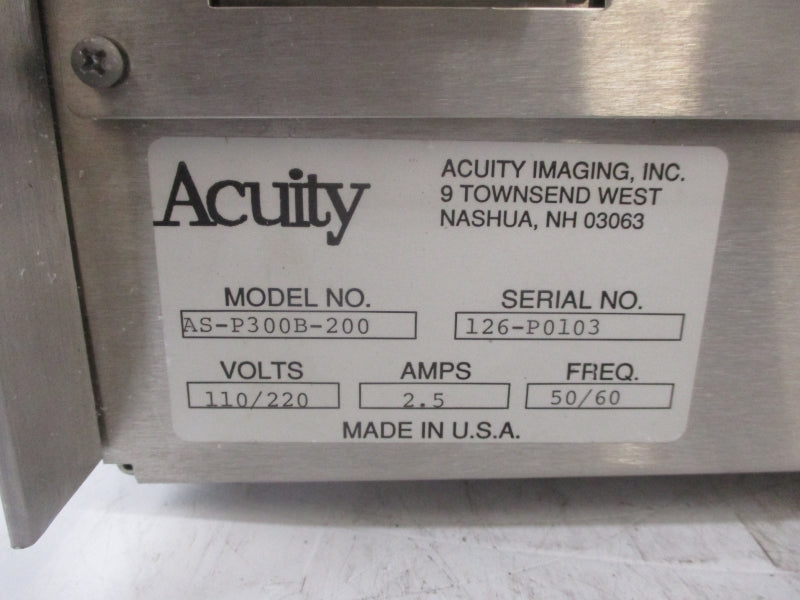 Acuity
ACUITY IMAGING, INC.
9 TOWNSEND WEST
NASHUA, NH 03063
MODEL NO.
AS-P300B-200
SERIAL NO.
126-P0103
VOLTS
110/220
AMPS
2.5
FREQ.
50/60
MADE IN U.S.A.